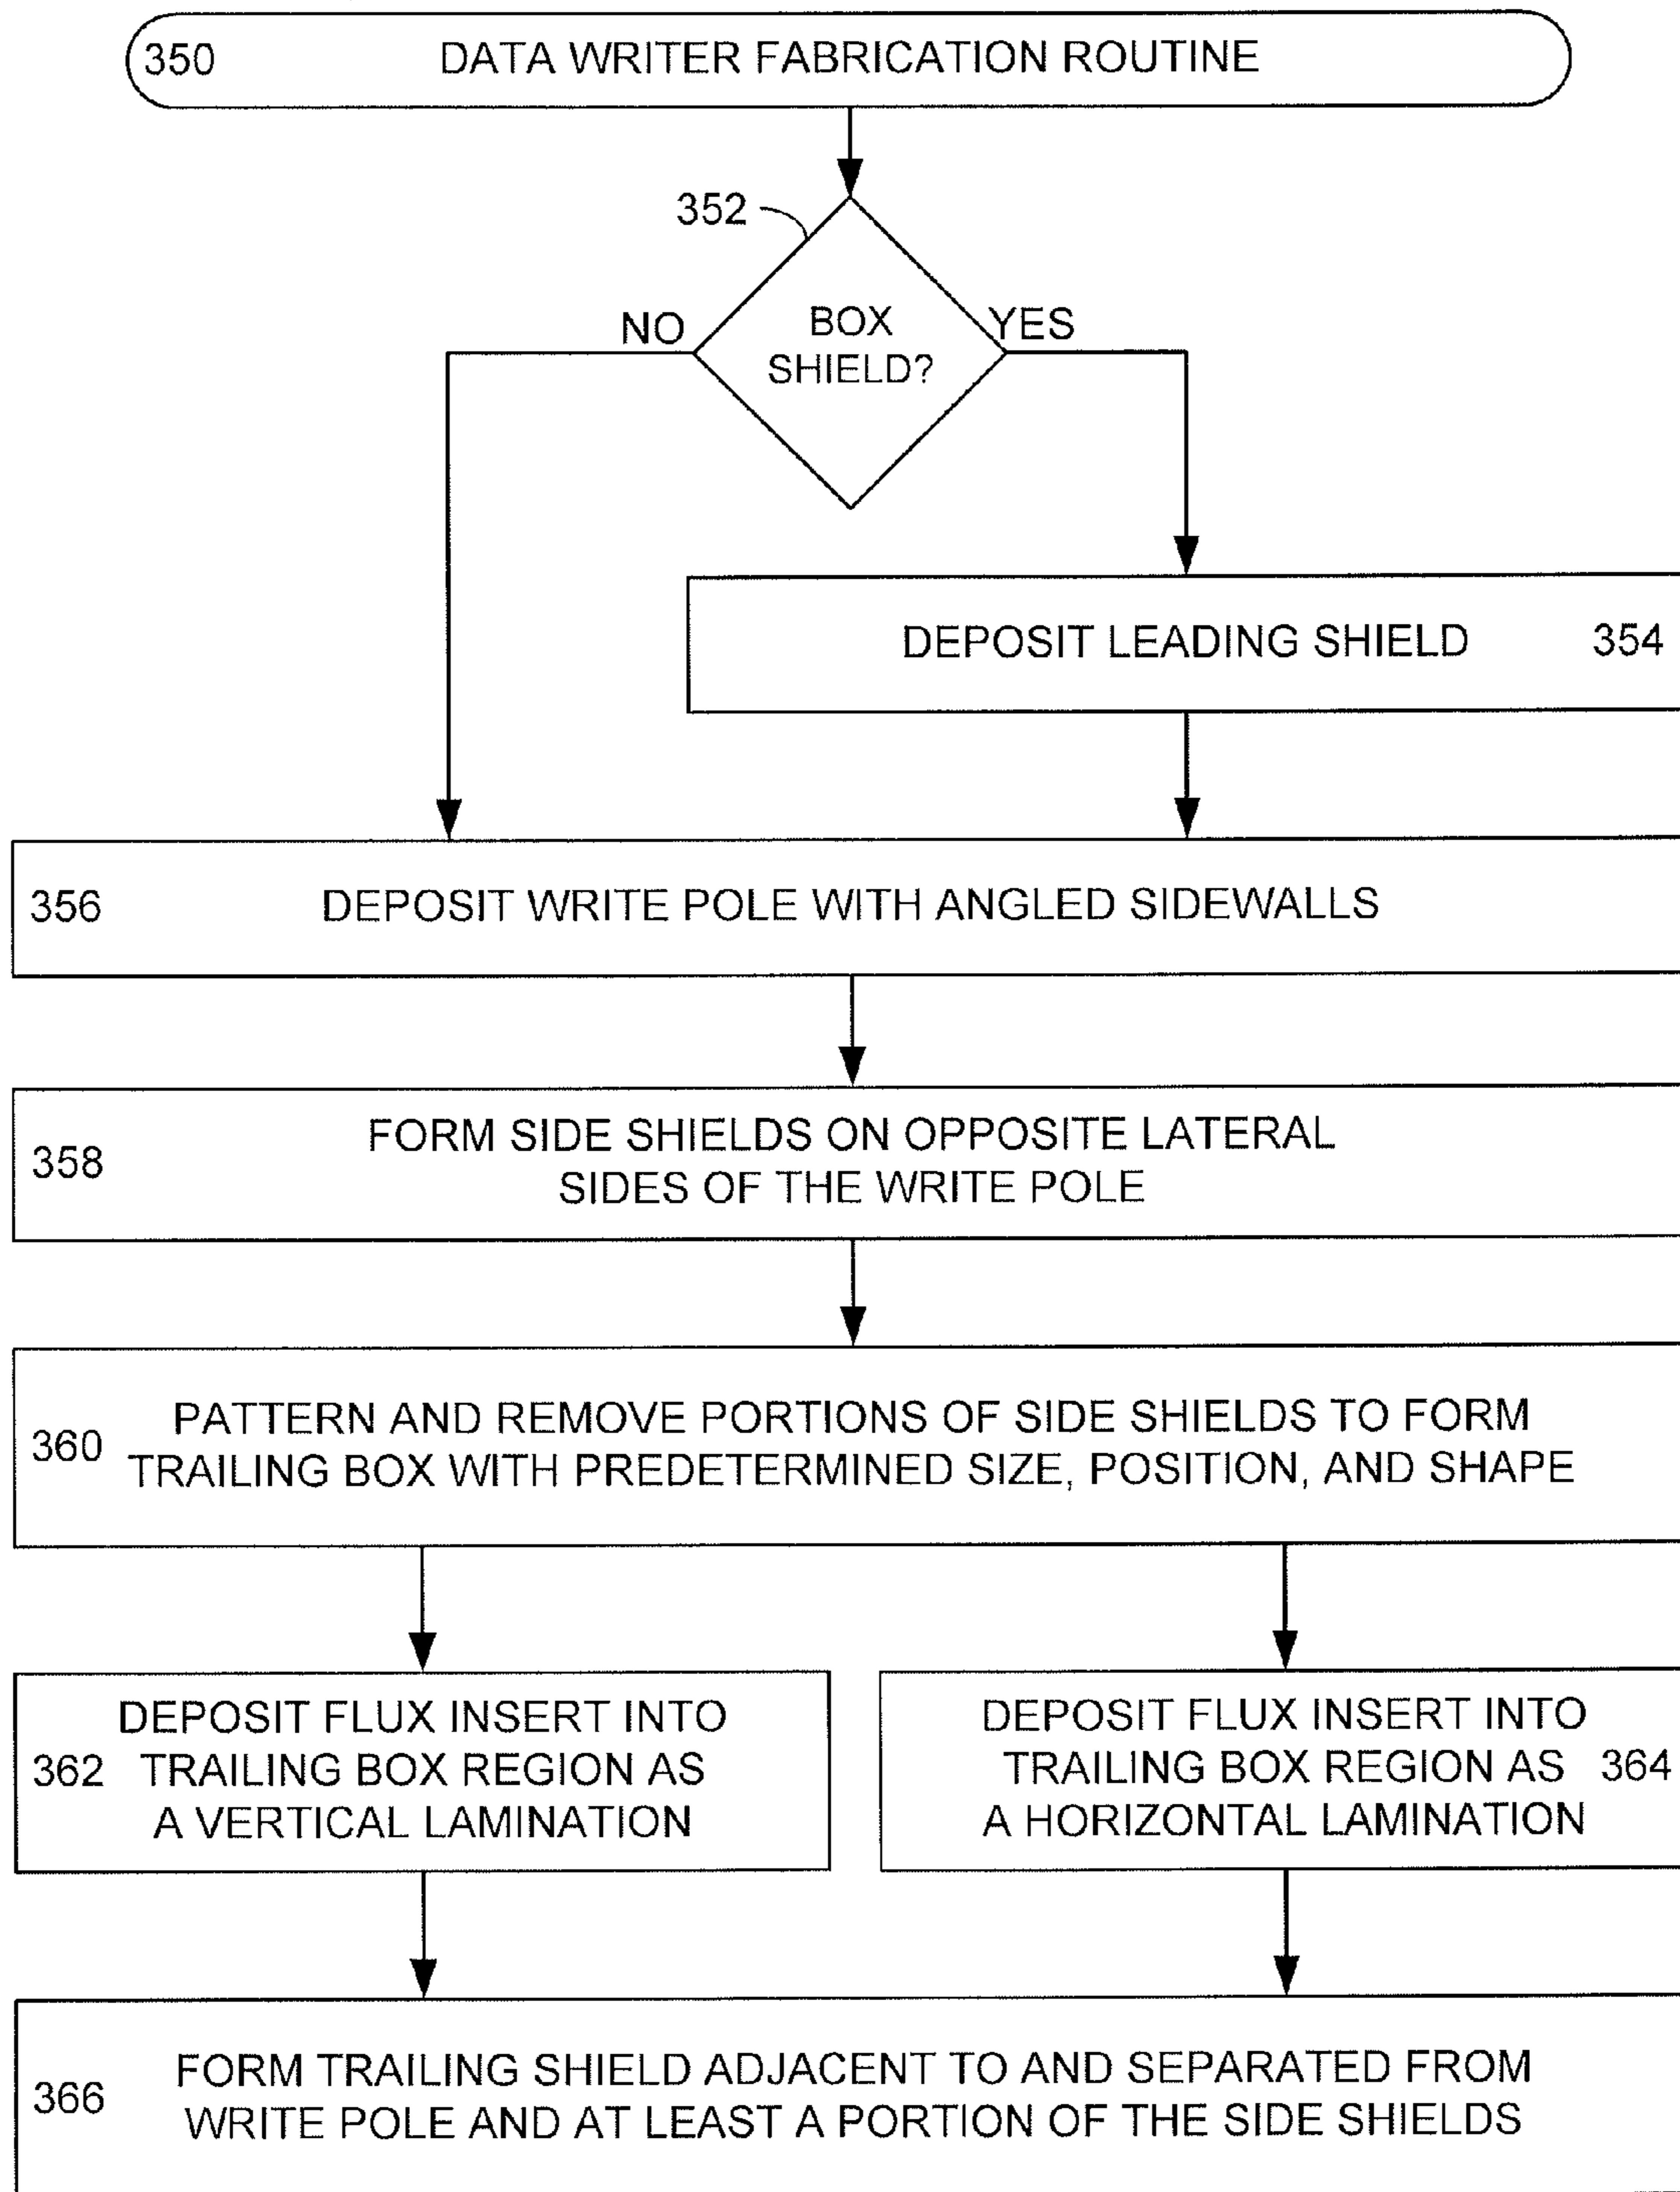 350 DATA WRITER FABRICATION ROUTINE
352
NO
BOX
SHIELD?
YES
DEPOSIT LEADING SHIELD 354
356 DEPOSIT WRITE POLE WITH ANGLED SIDEWALLS
358
FORM SIDE SHIELDS ON OPPOSITE LATERAL
SIDES OF THE WRITE POLE
360
PATTERN AND REMOVE PORTIONS OF SIDE SHIELDS TO FORM
TRAILING BOX WITH PREDETERMINED SIZE, POSITION, AND SHAPE
DEPOSIT FLUX INSERT INTO
362 TRAILING BOX REGION AS
A VERTICAL LAMINATION
DEPOSIT FLUX INSERT INTO
TRAILING BOX REGION AS 364
A HORIZONTAL LAMINATION
366
FORM TRAILING SHIELD ADJACENT TO AND SEPARATED FROM
WRITE POLE AND AT LEAST A PORTION OF THE SIDE SHIELDS